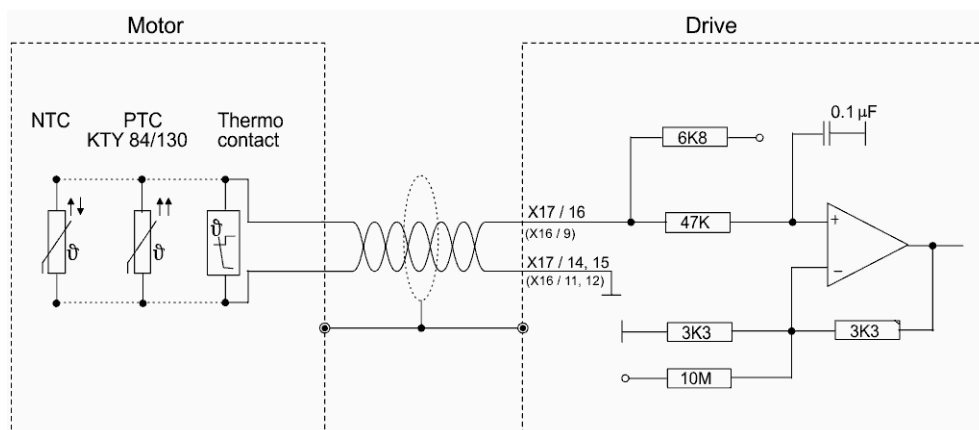 Motor
Drive
NTC
PTC
KTY 84/130
Thermo
contact
ϑ
ϑ
ϑ
X17 / 16
(X16 / 9)
X17 / 14, 15
(X16 / 11, 12)
6K8
0.1 µF
47K
+
−
3K3
3K3
10M